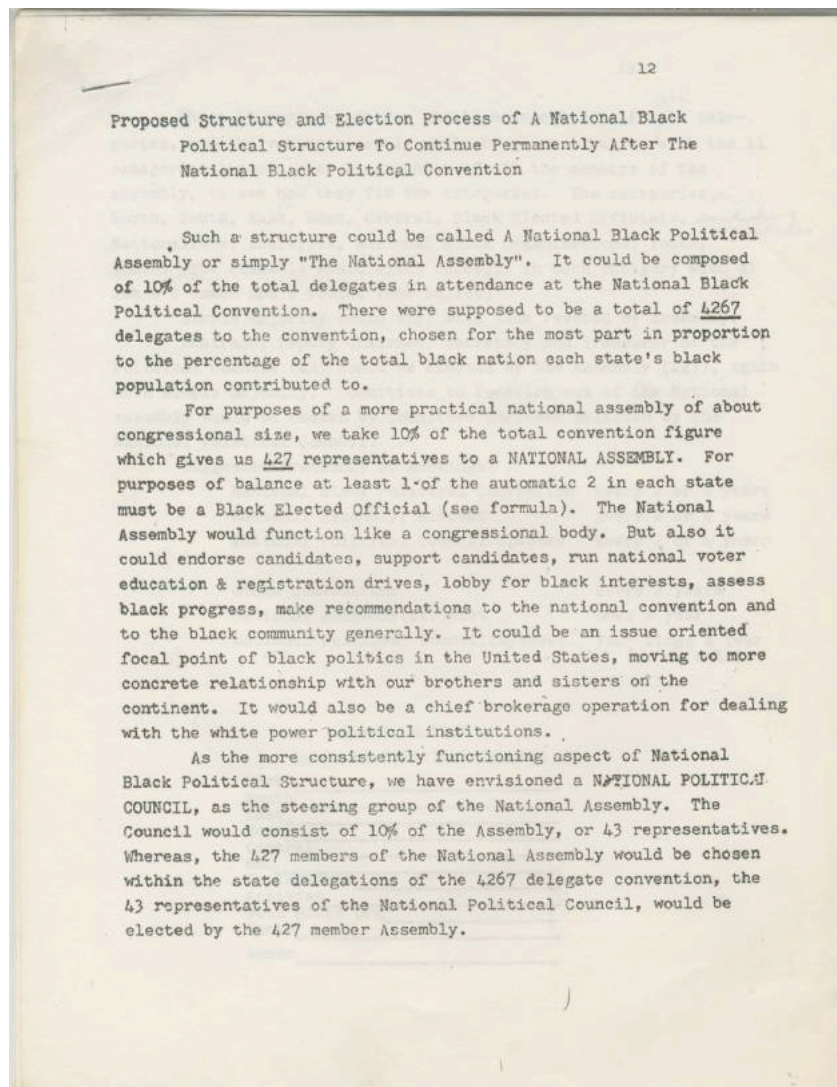 12
Proposed Structure and Election Process of A National Black
Political Structure To Continue Permanently After The
National Black Political Convention
Such a structure could be called A National Black Political
Assembly or simply "The National Assembly". It could be composed
of 10% of the total delegates in attendance at the National Black
Political Convention. There were supposed to be a total of 4267
delegates to the convention, chosen for the most part in proportion
to the percentage of the total black nation each state's black
population contributed to.
For purposes of a more practical national assembly of about
congressional size, we take 10% of the total convention figure
which gives us 427 representatives to a NATIONAL ASSEMBLY. For
purposes of balance at least 1 of the automatic 2 in each state
must be a Black Elected Official (see formula). The National
Assembly would function like a congressional body. But also it
could endorse candidates, support candidates, run national voter
education & registration drives, lobby for black interests, assess
black progress, make recommendations to the national convention and
to the black community generally. It could be an issue oriented
focal point of black politics in the United States, moving to more
concrete relationship with our brothers and sisters on the
continent. It would also be a chief brokerage operation for dealing
with the white power political institutions.
As the more consistently functioning aspect of National
Black Political Structure, we have envisioned a NATIONAL POLITICAL
COUNCIL, as the steering group of the National Assembly. The
Council would consist of 10% of the Assembly, or 43 representatives.
Whereas, the 427 members of the National Assembly would be chosen
within the state delegations of the 4267 delegate convention, the
43 representatives of the National Political Council, would be
elected by the 427 member Assembly.